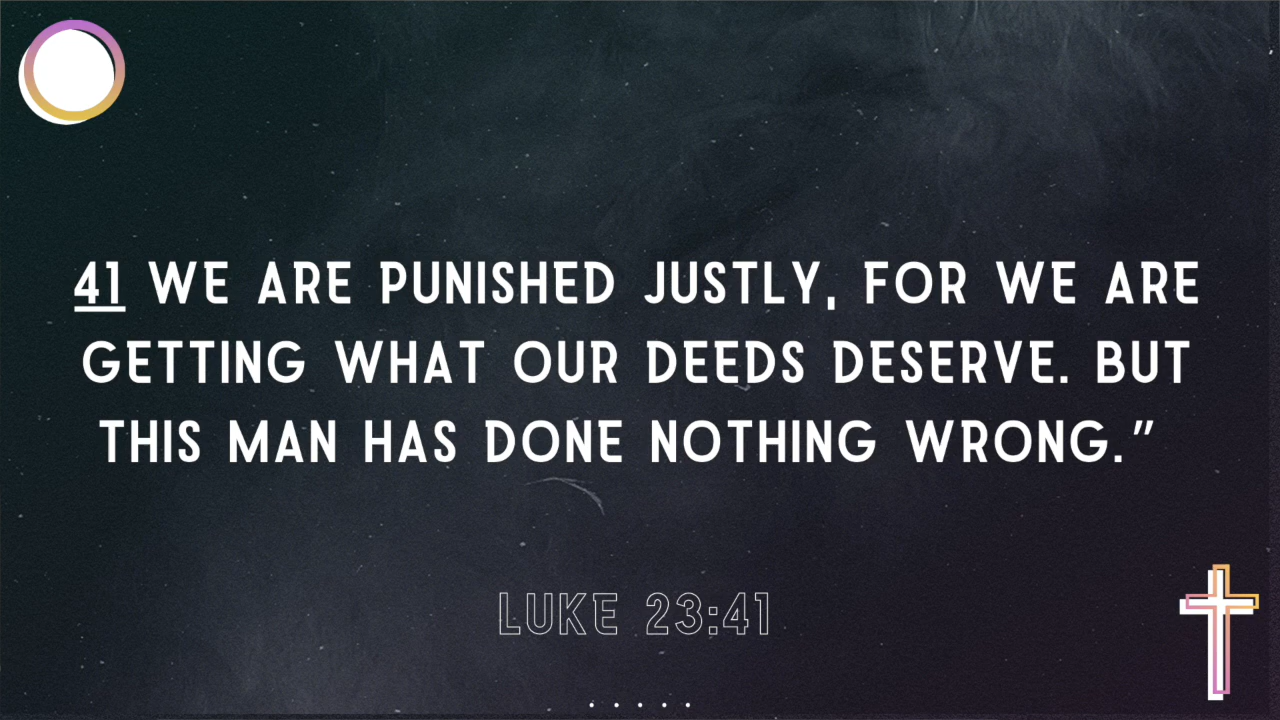 41 WE ARE PUNISHED JUSTLY, FOR WE ARE
GETTING WHAT OUR DEEDS DESERVE. BUT
THIS MAN HAS DONE NOTHING WRONG.”
LUKE 23:41